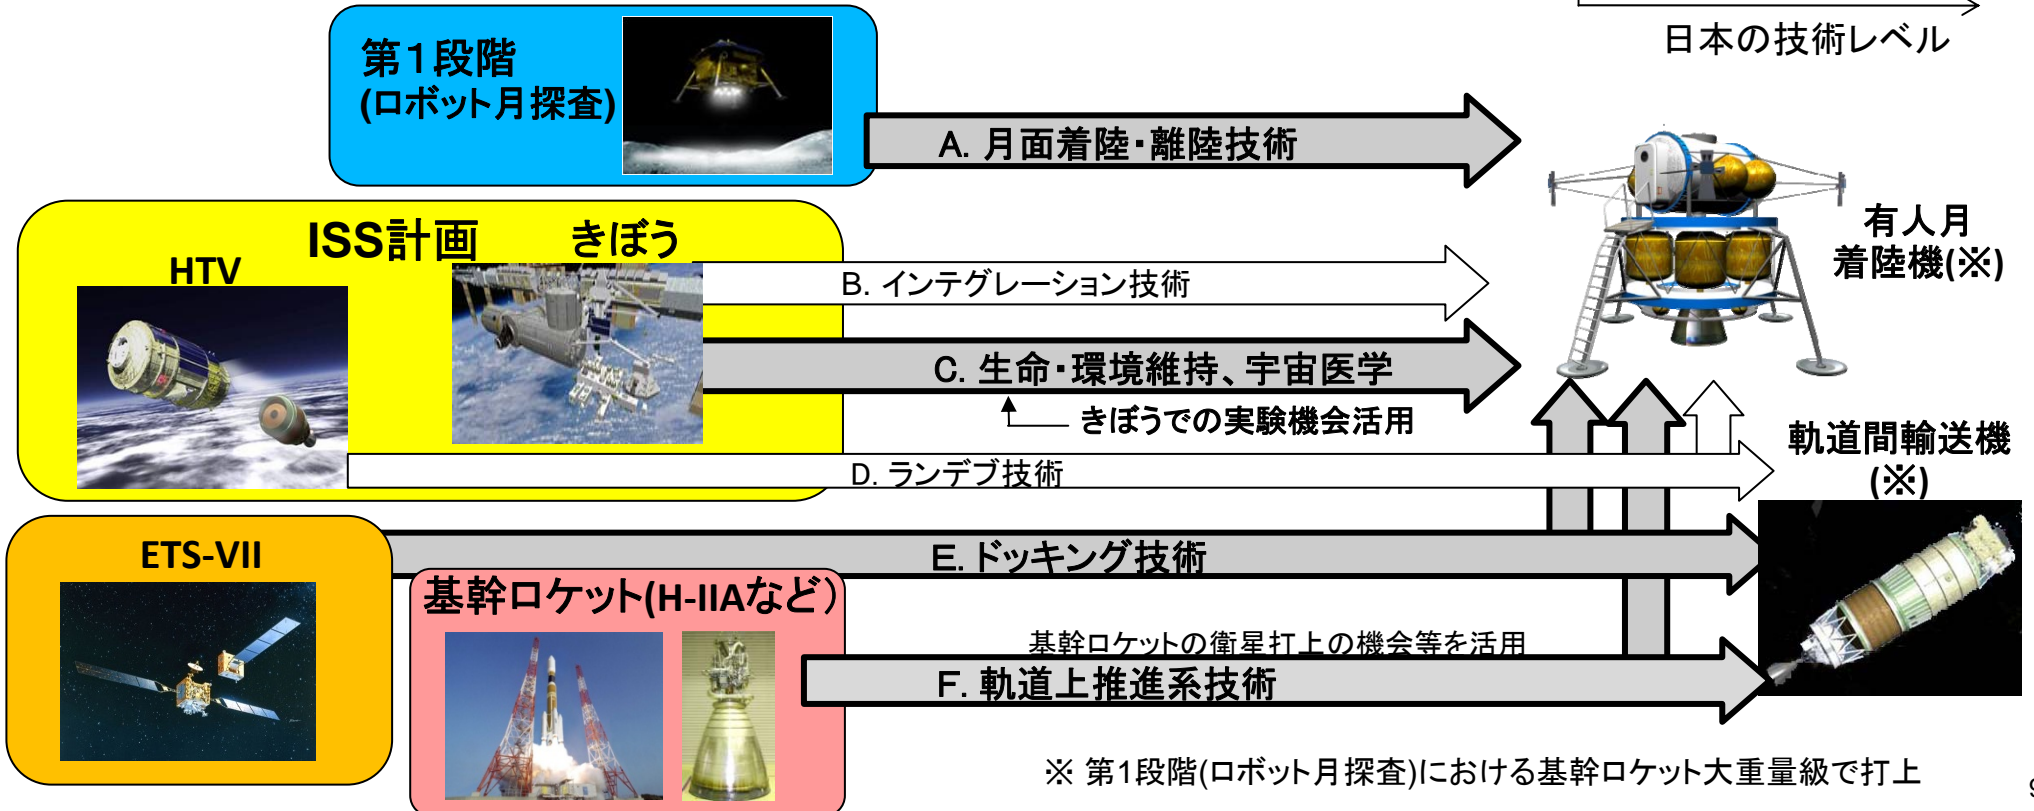 日本の技術レベル
第1段階
(ロボット月探査)
A. 月面着陸・離陸技術
ISS計画
きぼう
HTV
B. インテグレーション技術
有人月
着陸機(※)
C. 生命・環境維持、宇宙医学
きぼうでの実験機会活用
軌道間輸送機
(※)
D. ランデブ技術
ETS-VII
E. ドッキング技術
基幹ロケット(H-IIAなど)
基幹ロケットの衛星打上の機会等を活用
F. 軌道上推進系技術
※ 第1段階(ロボット月探査)における基幹ロケット大重量級で打上